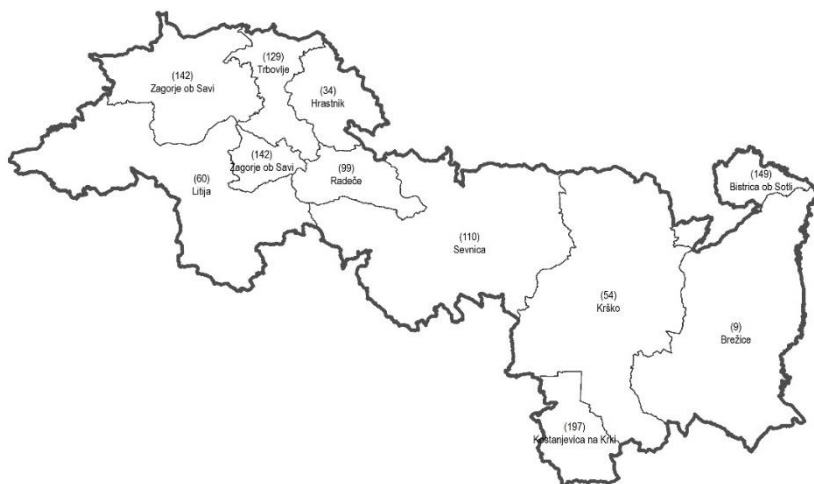 (142)
Zagorje ob Savi
(129)
Trbovlje
(34)
Hrastnik
(142)
Zagorje ob Savi
(99)
Radeče
(60)
Litija
(149)
Bistrica ob Sotli
(110)
Sevnica
(54)
Krško
(9)
Brežice
(197)
Kostanjevica na Krki